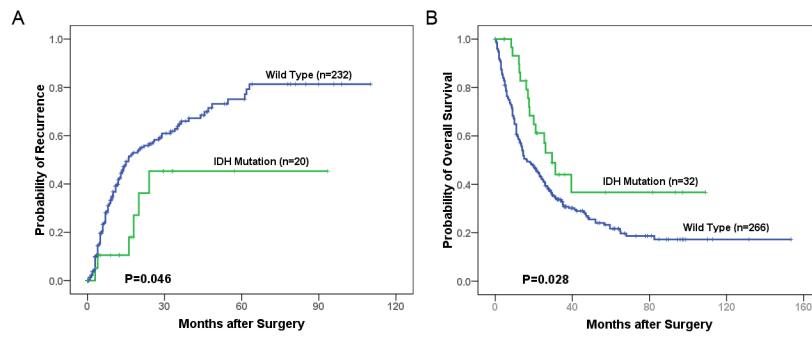 A
Probability of Recurrence
1.0
0.8
0.6
0.4
0.2
0.0
Wild Type (n=232)
IDH Mutation (n=20)
P=0.046
0 30 60 90 120
Months after Surgery
B
Probability of Overall Survival
1.0
0.8
0.6
0.4
0.2
0.0
IDH Mutation (n=32)
Wild Type (n=266)
P=0.028
0 40 80 120 160
Months after Surgery